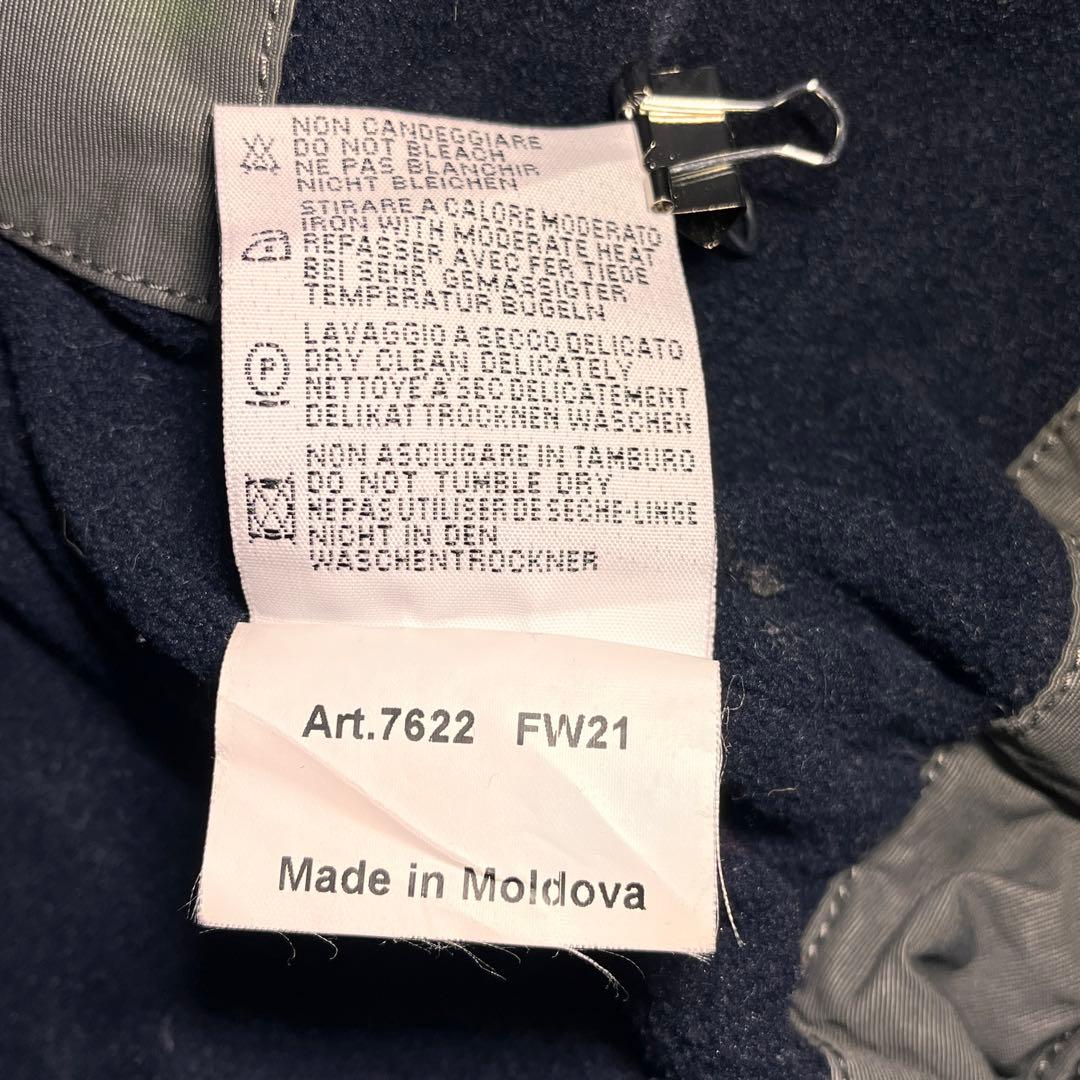 NON CANDEGGIARE
DO NOT BLEACH
NE PAS BLANCHIR
NICHT BLEICHEN
STIRARE A CALORE MODERATO
IRON WITH MODERATE HEAT
REPASSER AVEC FER TIEDE
BEI SEHR GEMASSIGTER
TEMPERATUR BUGELN
P
LAVAGGIO A SECCO DELICATO
DRY CLEAN DELICATELY
NETTOYE A SEC DELICATEMENT
DELIKAT TROCKNEN WASCHEN
NON ASCIUGARE IN TAMBURO
DO NOT TUMBLE DRY
NE PAS UTILISER DE SECHE-LINGE
NICHT IN DEN
WASCHENTROCKNER
Art.7622 FW21
Made in Moldova